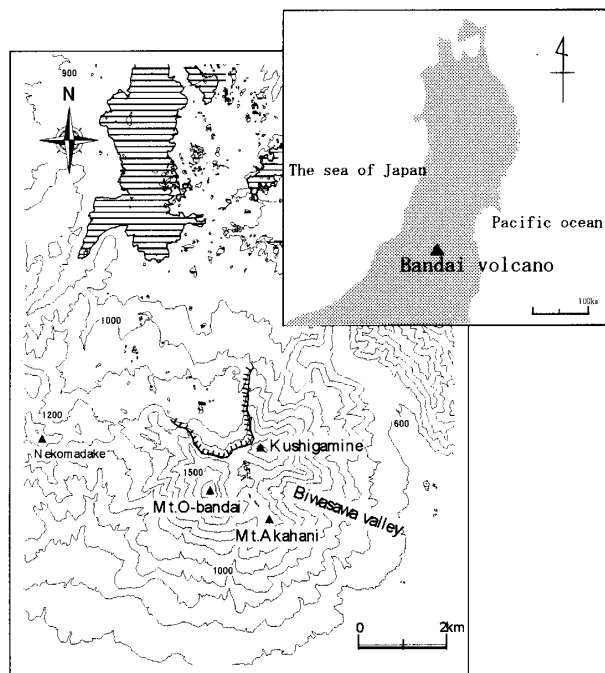 900
N
The sea of Japan
Pacific ocean
Bandai volcano
100km
1000
1200
Nekomadake
600
Kushigamine
1500
Mt.O-bandai
Biwasawa valley
Mt.Akahani
1000
0 2km